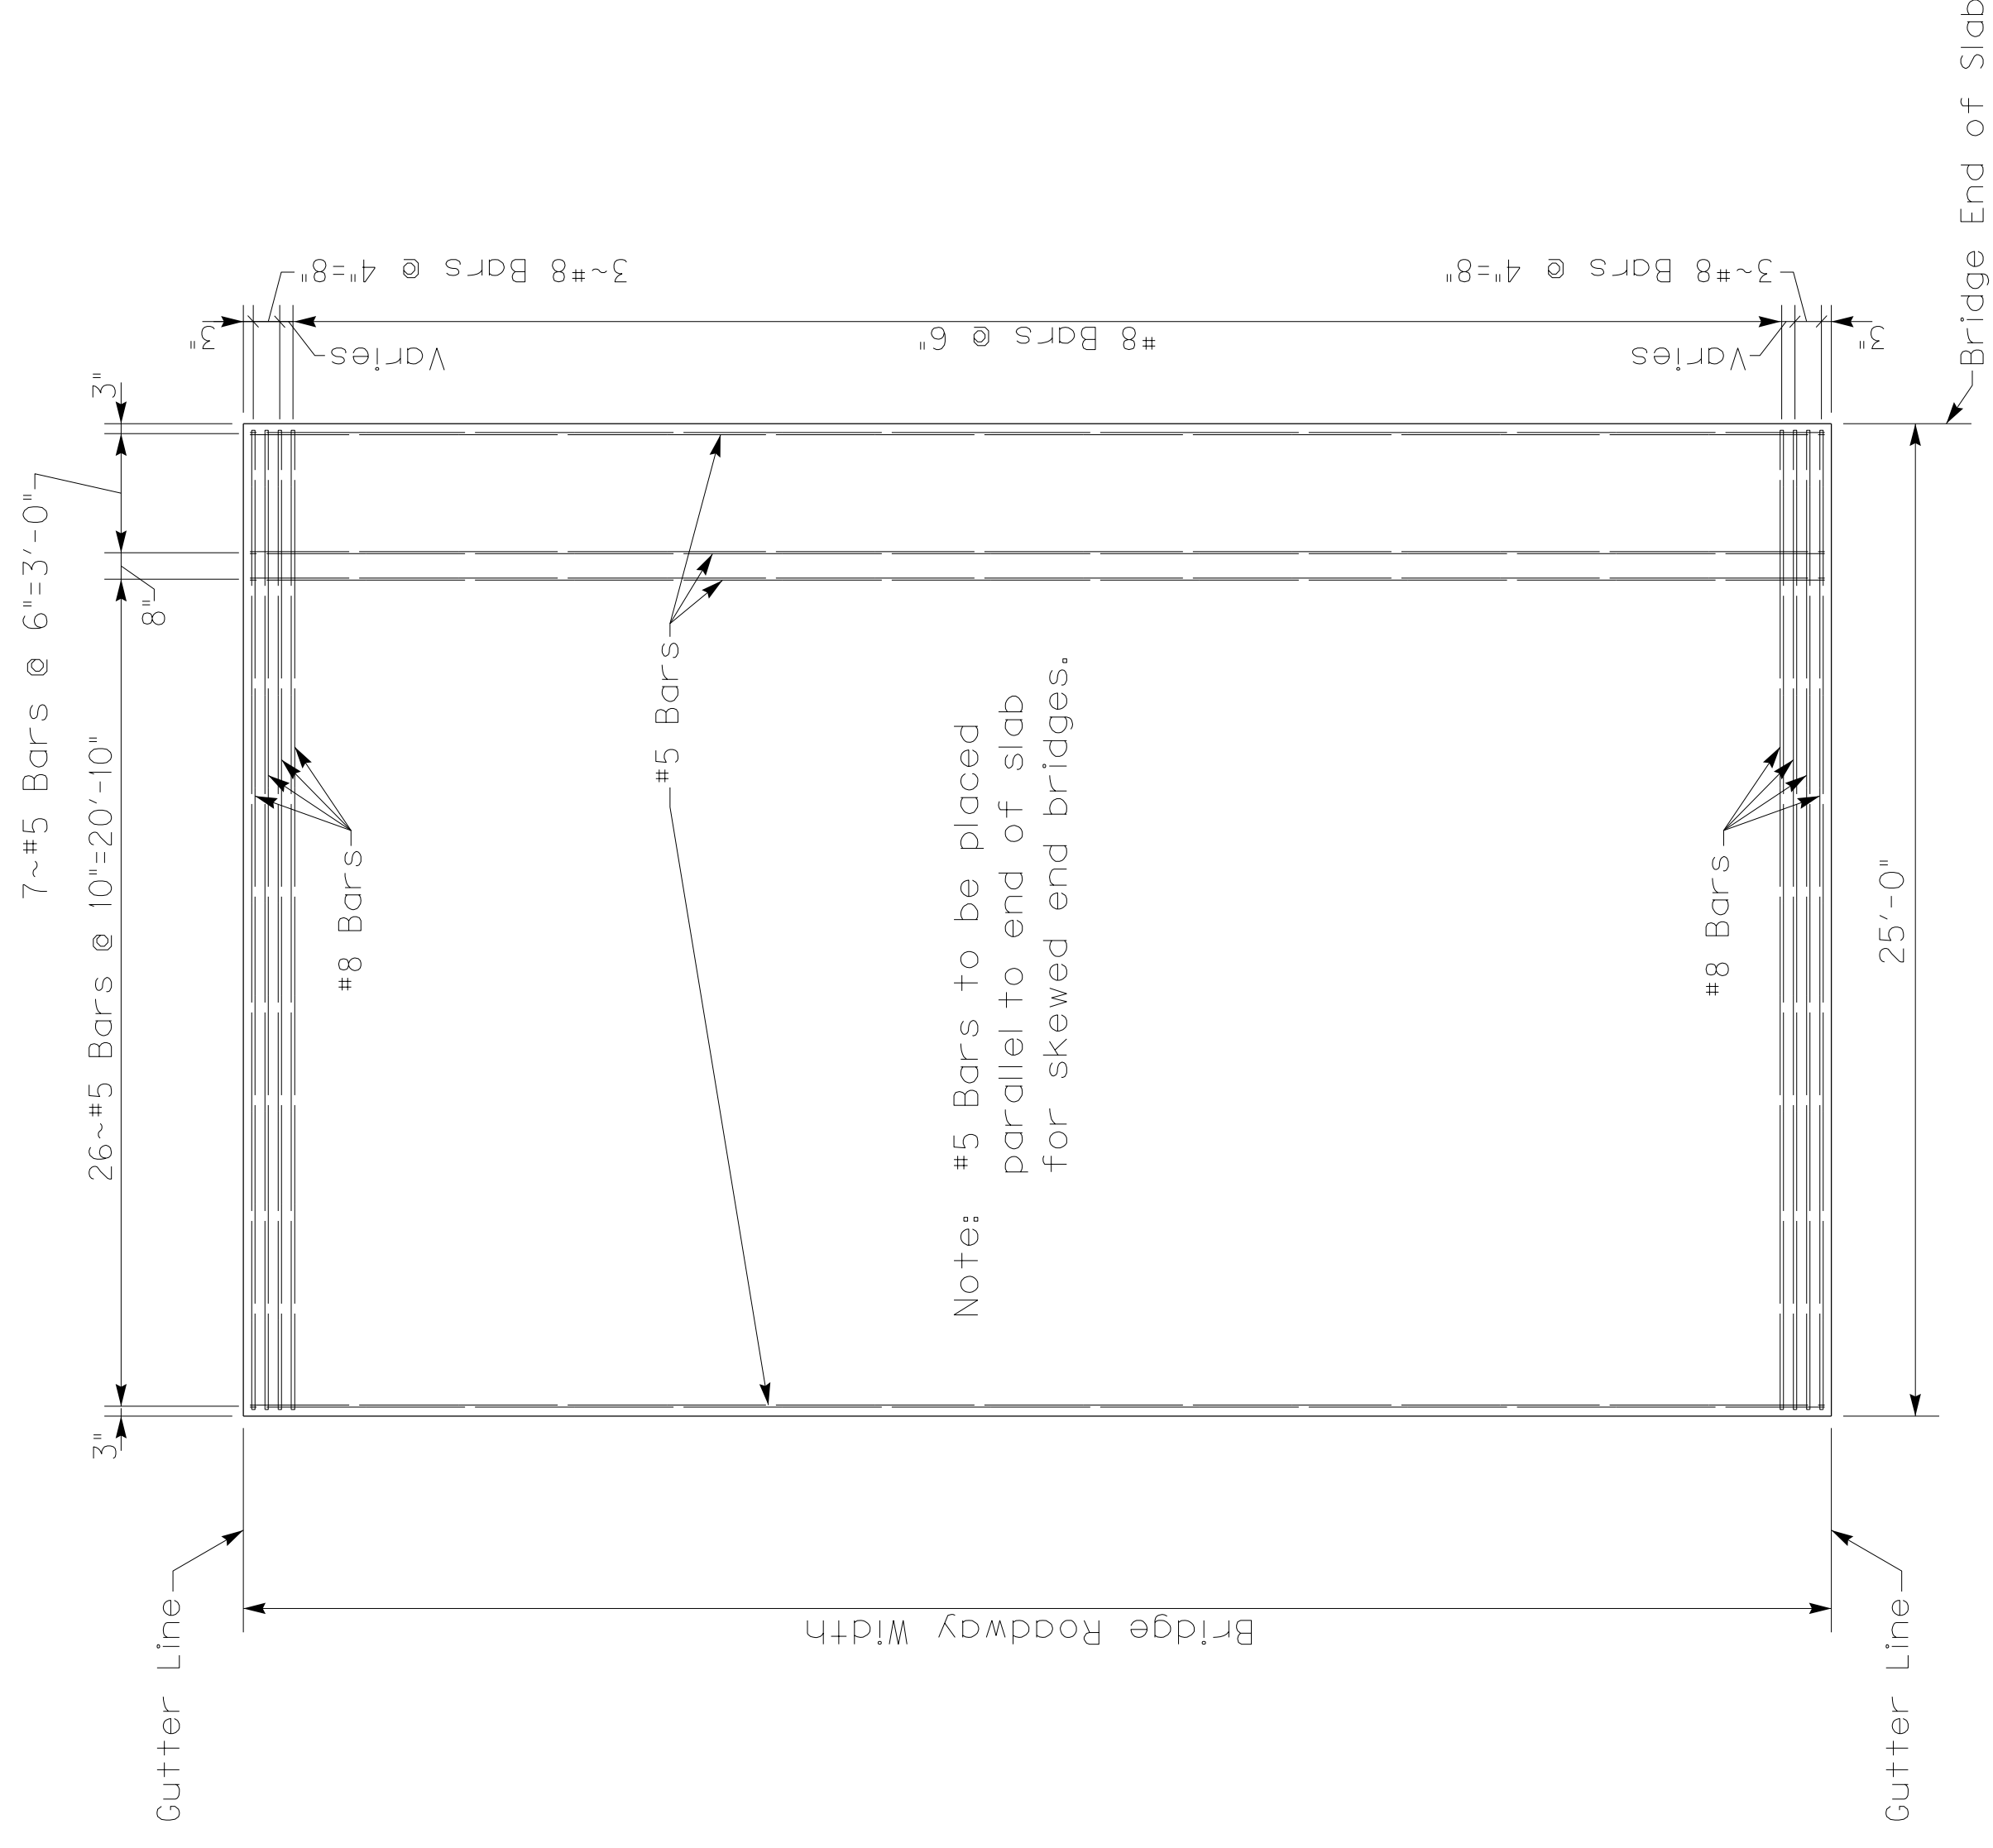 Bridge End of Slab
3~#8 Bars @ 4"=8"
3~#8 Bars @ 4"=8"
3"
Varies
#8 Bars @ 6"
Varies
3"
3"
7~#5 Bars @ 6"=3'-0"
8"
26~#5 Bars @ 10"=20'-10"
3"
#5 Bars
#8 Bars
#8 Bars
Note: #5 Bars to be placed
parallel to end of slab
for skewed end bridges.
25'-0"
Gutter Line
Bridge Roadway Width
Gutter Line